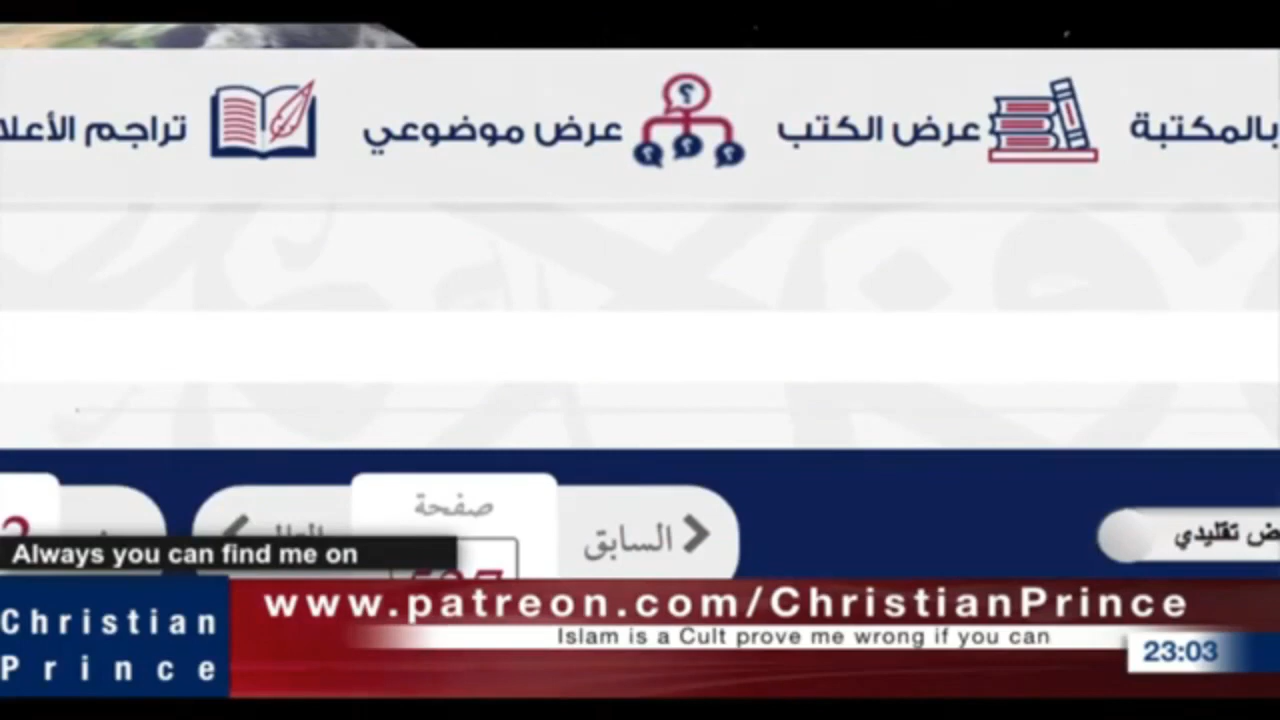 بالمكتبة
عرض الكتب
عرض موضوعي
تراجم الأعلا
تقليدي
السابق
صفحة
Always you can find me on
www.patreon.com/ChristianPrince
Islam is a Cult prove me wrong if you can
Christian
Prince
23:03